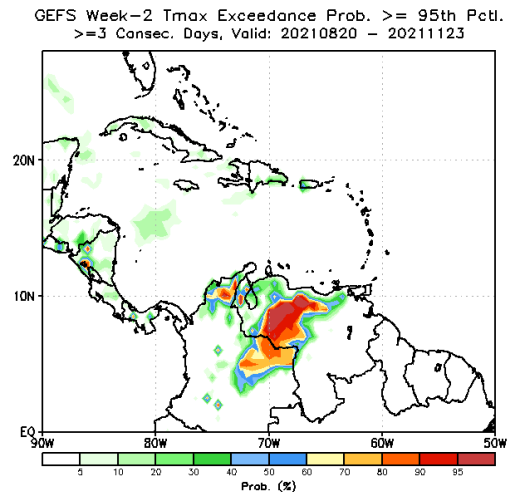 GEFS Week-2 Tmax Exceedance Prob. >= 95th Pctl.
>=3 Consec. Days, Valid: 20210820 - 20211123
20N
10N
EQ
90W 80W 70W 60W 50W
5 10 20 30 40 50 60 70 80 90 95
Prob. (%)